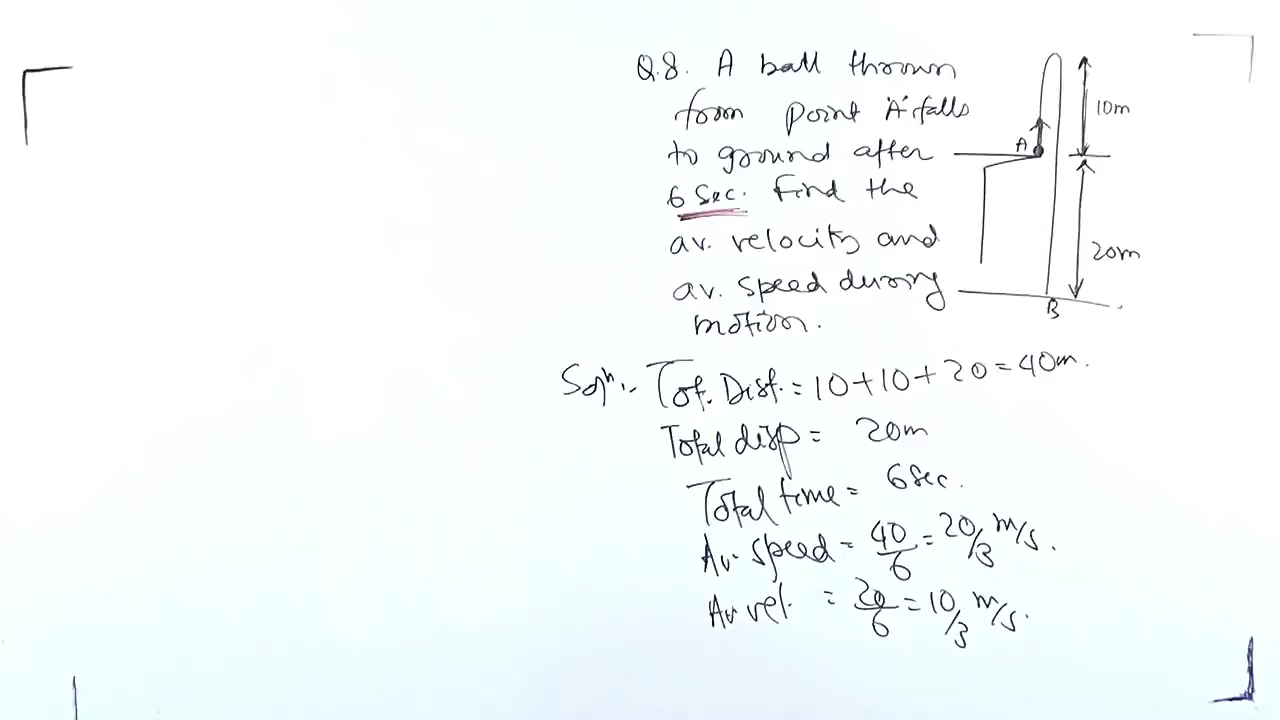 Q.8. A ball thrown
from point 'A' falls
to ground after
6 Sec. Find the
av. velocity and
av. speed during
motion.
A
10m
20m
B
Solⁿ:- Tot. Dist. = 10+10+20=40m.
Total disp = 20m
Total time = 6sec.
Av. speed = 40/6 = 20/3 m/s.
Av vel. = 20/6 = 10/3 m/s.